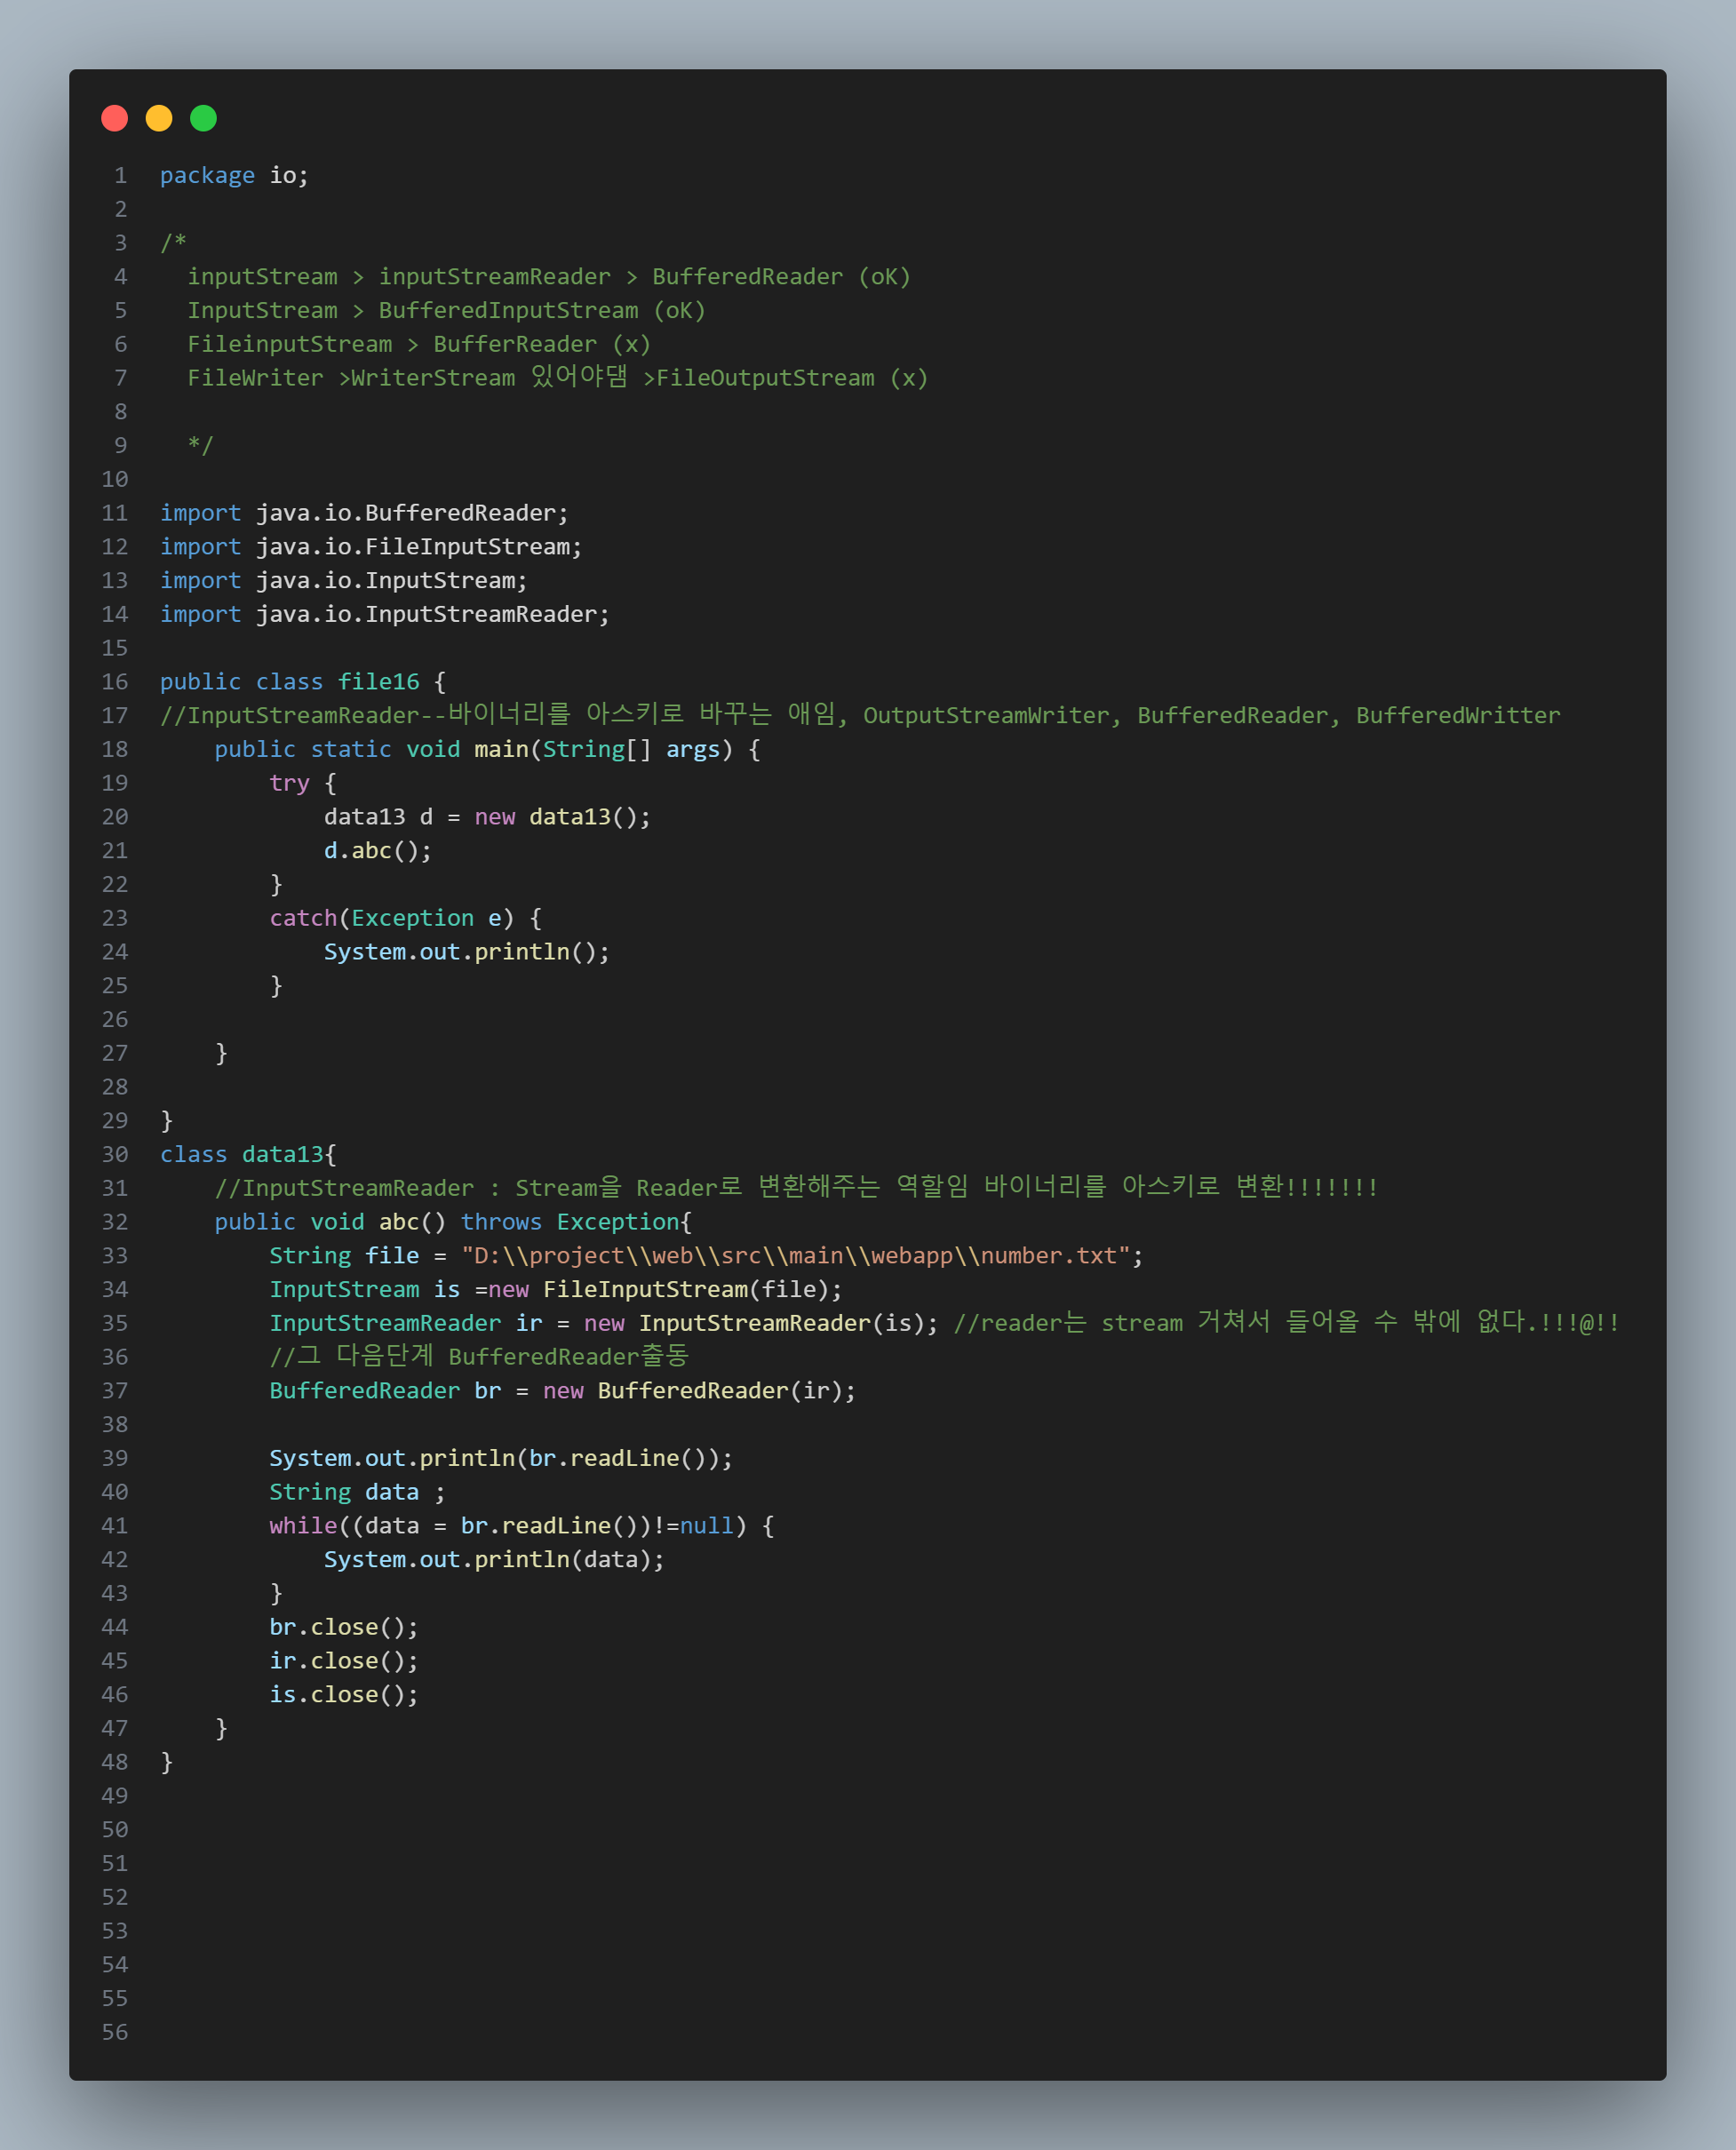 1 package io;
2
3 /*
4   inputStream > inputStreamReader > BufferedReader (oK)
5   InputStream > BufferedInputStream (oK)
6   FileinputStream > BufferReader (x)
7   FileWriter >WriterStream 있어야댐 >FileOutputStream (x)
8
9   */
10
11 import java.io.BufferedReader;
12 import java.io.FileInputStream;
13 import java.io.InputStream;
14 import java.io.InputStreamReader;
15
16 public class file16 {
17 //InputStreamReader--바이너리를 아스키로 바꾸는 애임, OutputStreamWriter, BufferedReader, BufferedWritter
18     public static void main(String[] args) {
19         try {
20             data13 d = new data13();
21             d.abc();
22         }
23         catch(Exception e) {
24             System.out.println();
25         }
26
27     }
28
29 }
30 class data13{
31     //InputStreamReader : Stream을 Reader로 변환해주는 역할임 바이너리를 아스키로 변환!!!!!!!
32     public void abc() throws Exception{
33         String file = "D:\\project\\web\\src\\main\\webapp\\number.txt";
34         InputStream is =new FileInputStream(file);
35         InputStreamReader ir = new InputStreamReader(is); //reader는 stream 거쳐서 들어올 수 밖에 없다.!!!@!!
36         //그 다음단계 BufferedReader출동
37         BufferedReader br = new BufferedReader(ir);
38
39         System.out.println(br.readLine());
40         String data ;
41         while((data = br.readLine())!=null) {
42             System.out.println(data);
43         }
44         br.close();
45         ir.close();
46         is.close();
47     }
48 }
49
50
51
52
53
54
55
56